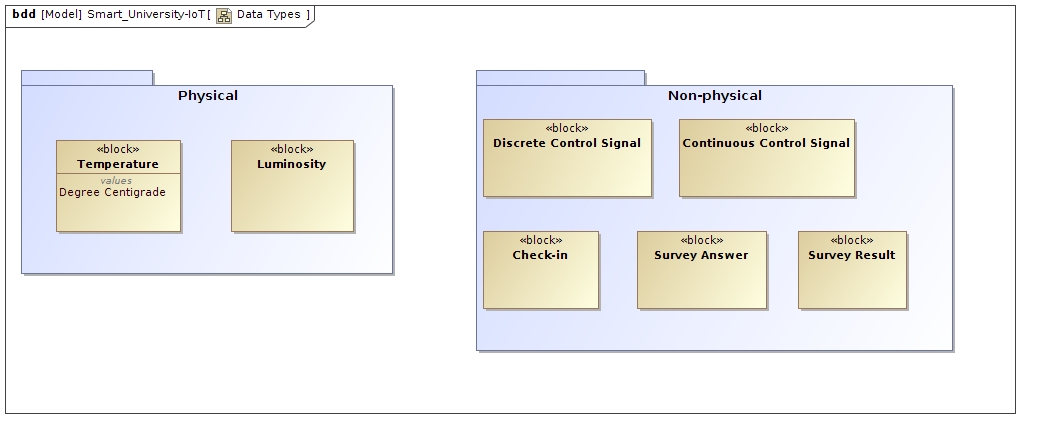 bdd [Model] Smart_University-IoT[ Data Types ]
Physical
«block»
Temperature
values
Degree Centigrade
«block»
Luminosity
Non-physical
«block»
Discrete Control Signal
«block»
Continuous Control Signal
«block»
Check-in
«block»
Survey Answer
«block»
Survey Result